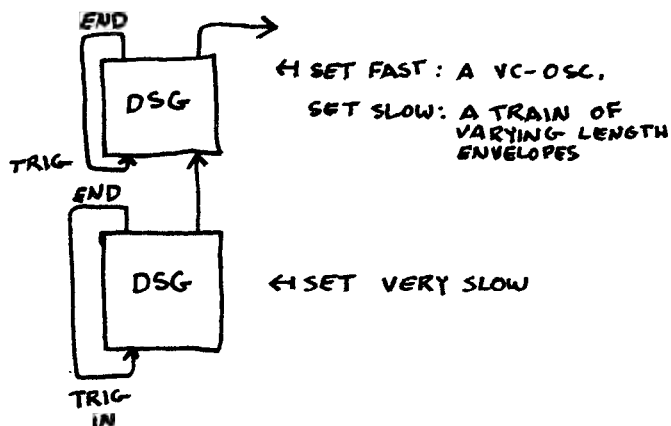 END
DSG
← SET FAST: A VC-OSC.
SET SLOW: A TRAIN OF
VARYING LENGTH
ENVELOPES
TRIG
END
DSG
← SET VERY SLOW
TRIG
IN